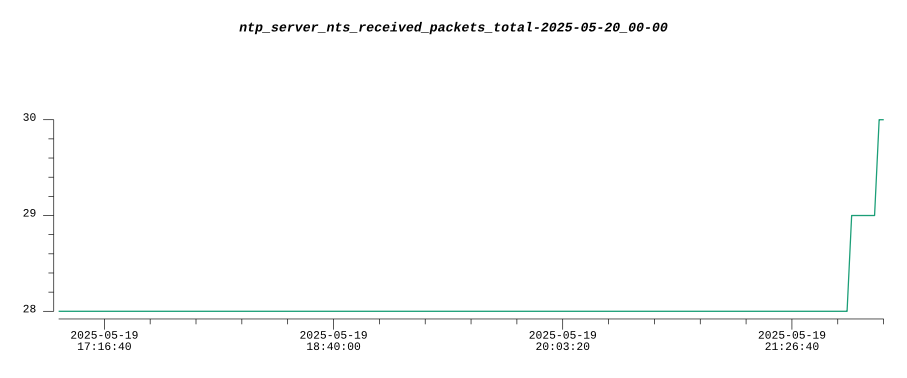 ntp_server_nts_received_packets_total-2025-05-20_00-00
30
29
28
2025-05-19 2025-05-19 2025-05-19 2025-05-19
17:16:40 18:40:00 20:03:20 21:26:40